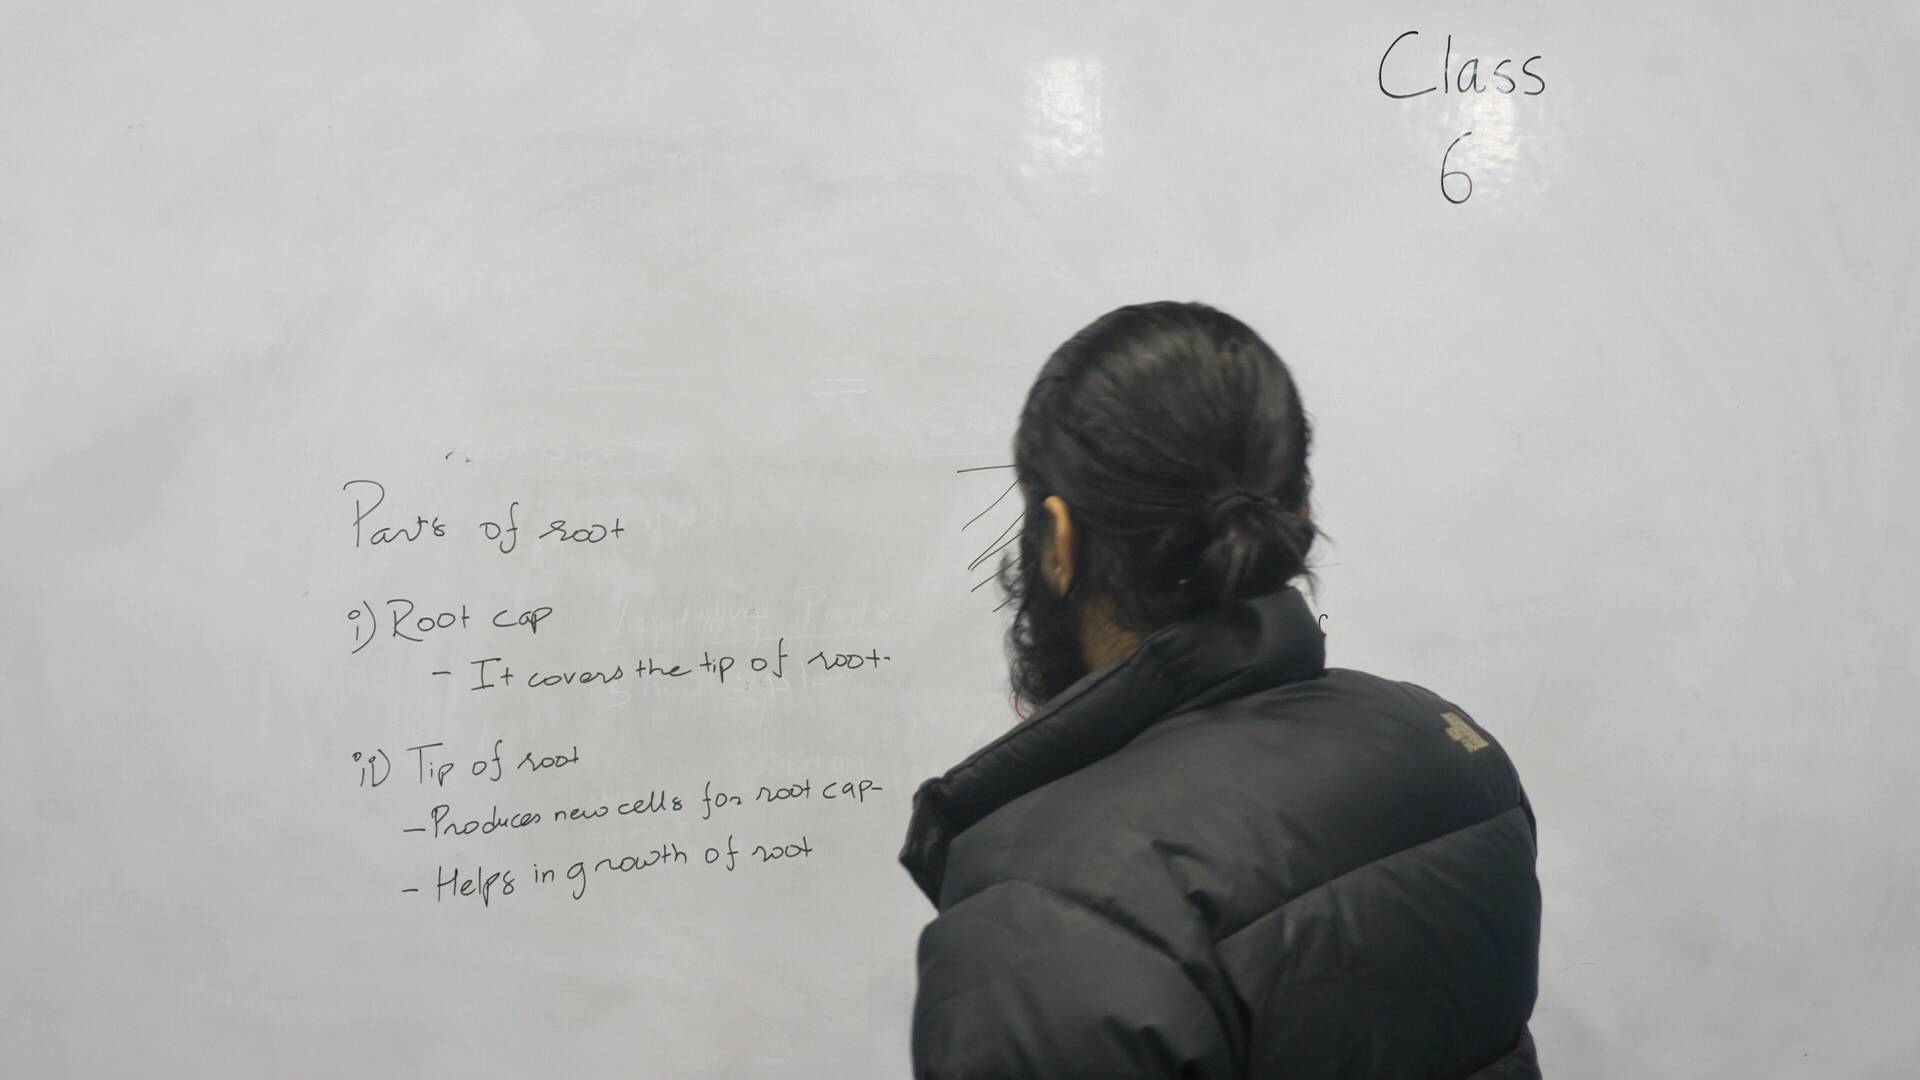 Class
6
Parts of root
i) Root cap
- It covers the tip of root.
ii) Tip of root
- Produces new cells for root cap-
- Helps in growth of root